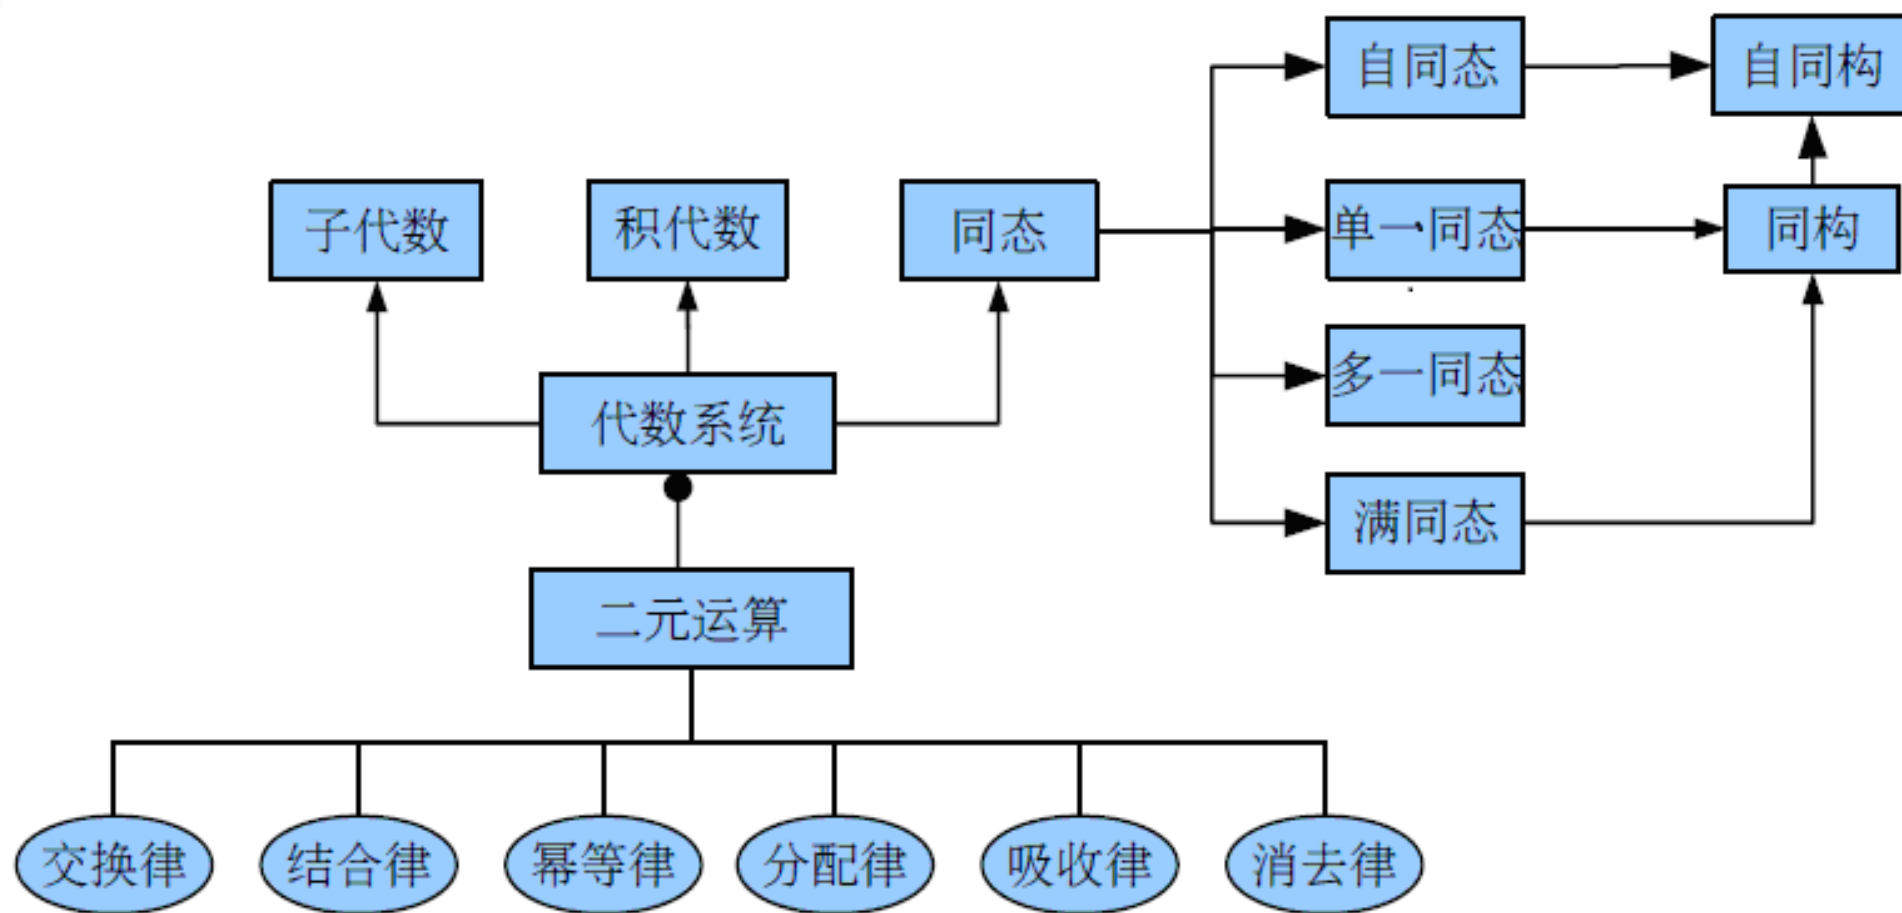 自同态
自同构
子代数
积代数
同态
单一同态
同构
多一同态
代数系统
满同态
二元运算
交换律
结合律
幂等律
分配律
吸收律
消去律